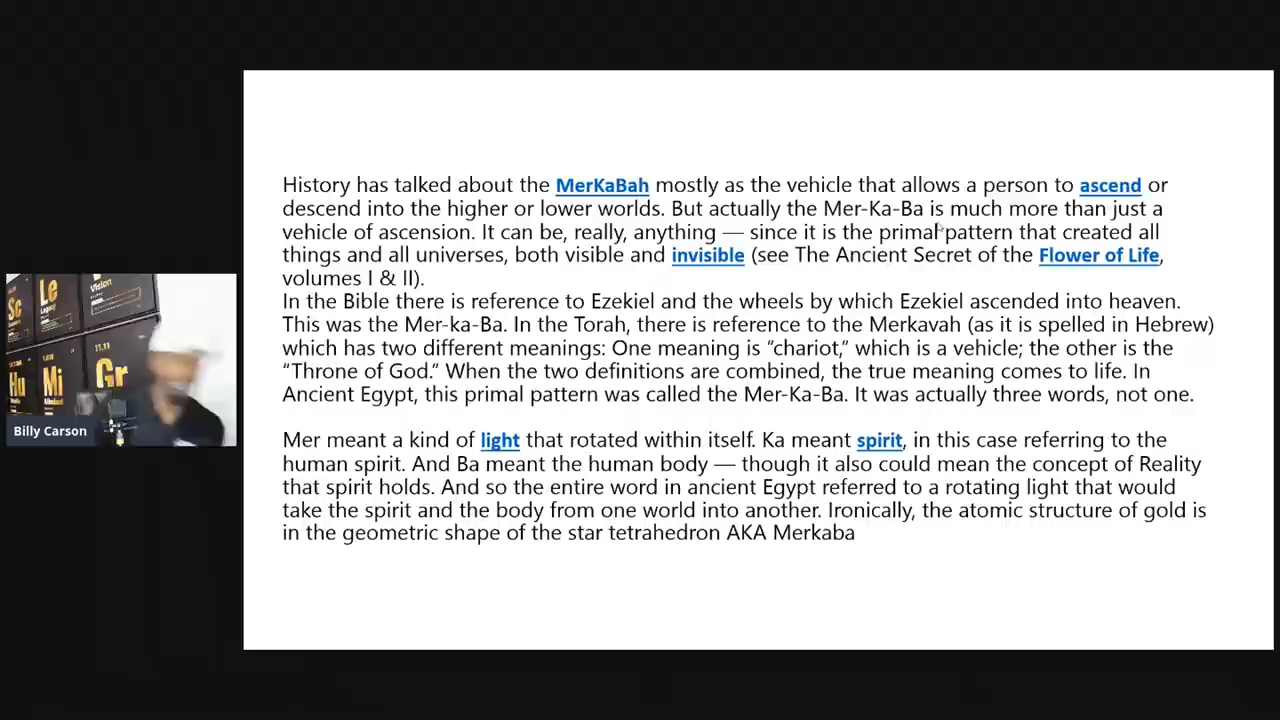 History has talked about the MerKaBah mostly as the vehicle that allows a person to ascend or
descend into the higher or lower worlds. But actually the Mer-Ka-Ba is much more than just a
vehicle of ascension. It can be, really, anything — since it is the primal pattern that created all
things and all universes, both visible and invisible (see The Ancient Secret of the Flower of Life,
volumes I & II).
In the Bible there is reference to Ezekiel and the wheels by which Ezekiel ascended into heaven.
This was the Mer-ka-Ba. In the Torah, there is reference to the Merkavah (as it is spelled in Hebrew)
which has two different meanings: One meaning is “chariot,” which is a vehicle; the other is the
“Throne of God.” When the two definitions are combined, the true meaning comes to life. In
Ancient Egypt, this primal pattern was called the Mer-Ka-Ba. It was actually three words, not one.
Mer meant a kind of light that rotated within itself. Ka meant spirit, in this case referring to the
human spirit. And Ba meant the human body — though it also could mean the concept of Reality
that spirit holds. And so the entire word in ancient Egypt referred to a rotating light that would
take the spirit and the body from one world into another. Ironically, the atomic structure of gold is
in the geometric shape of the star tetrahedron AKA Merkaba
Sc
Le
Vision
Hu
Mi
11.11
Gr
Billy Carson